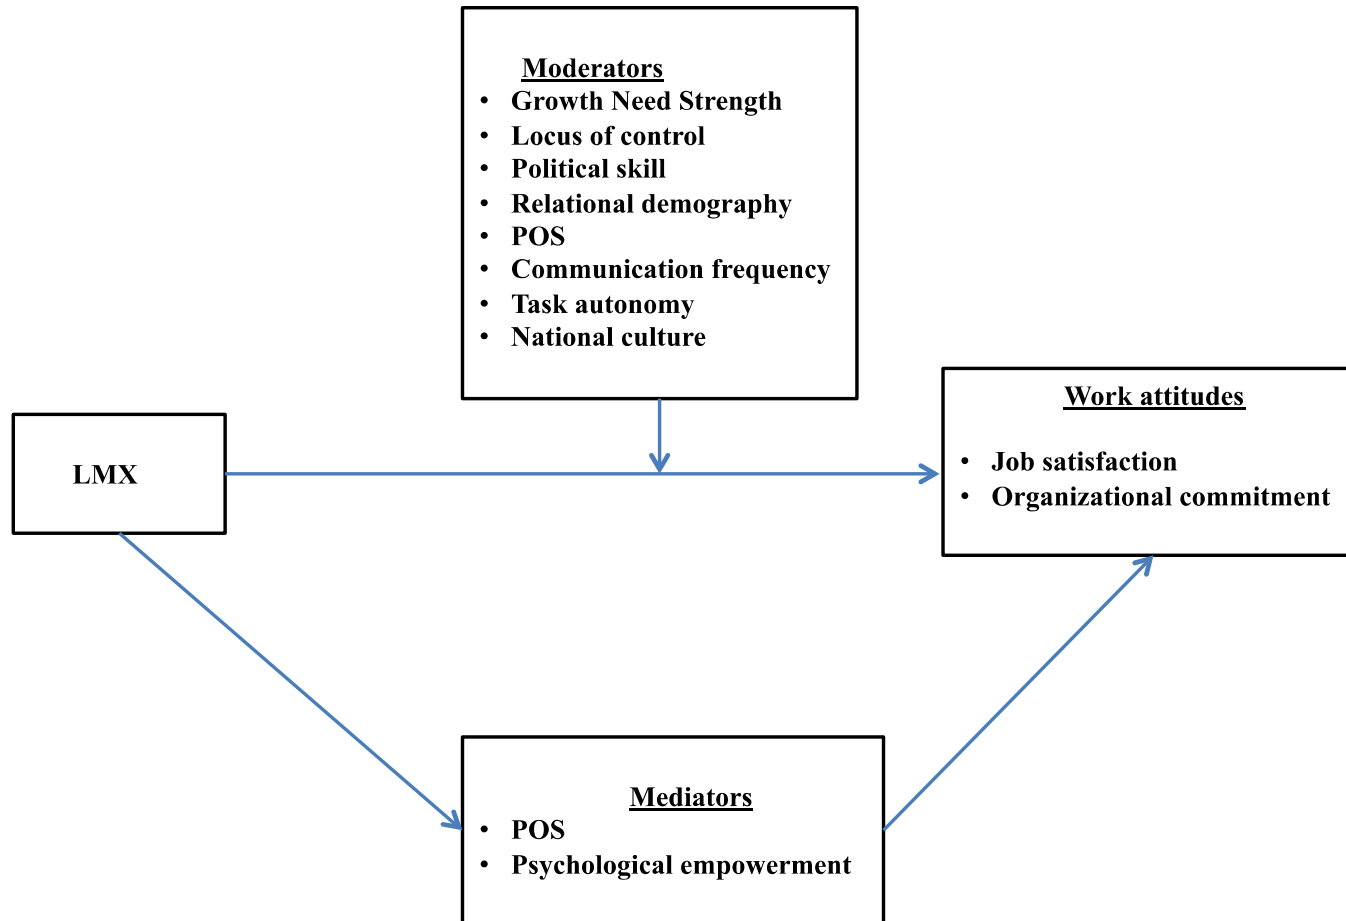 Moderators
• Growth Need Strength
• Locus of control
• Political skill
• Relational demography
• POS
• Communication frequency
• Task autonomy
• National culture
LMX
Work attitudes
• Job satisfaction
• Organizational commitment
Mediators
• POS
• Psychological empowerment